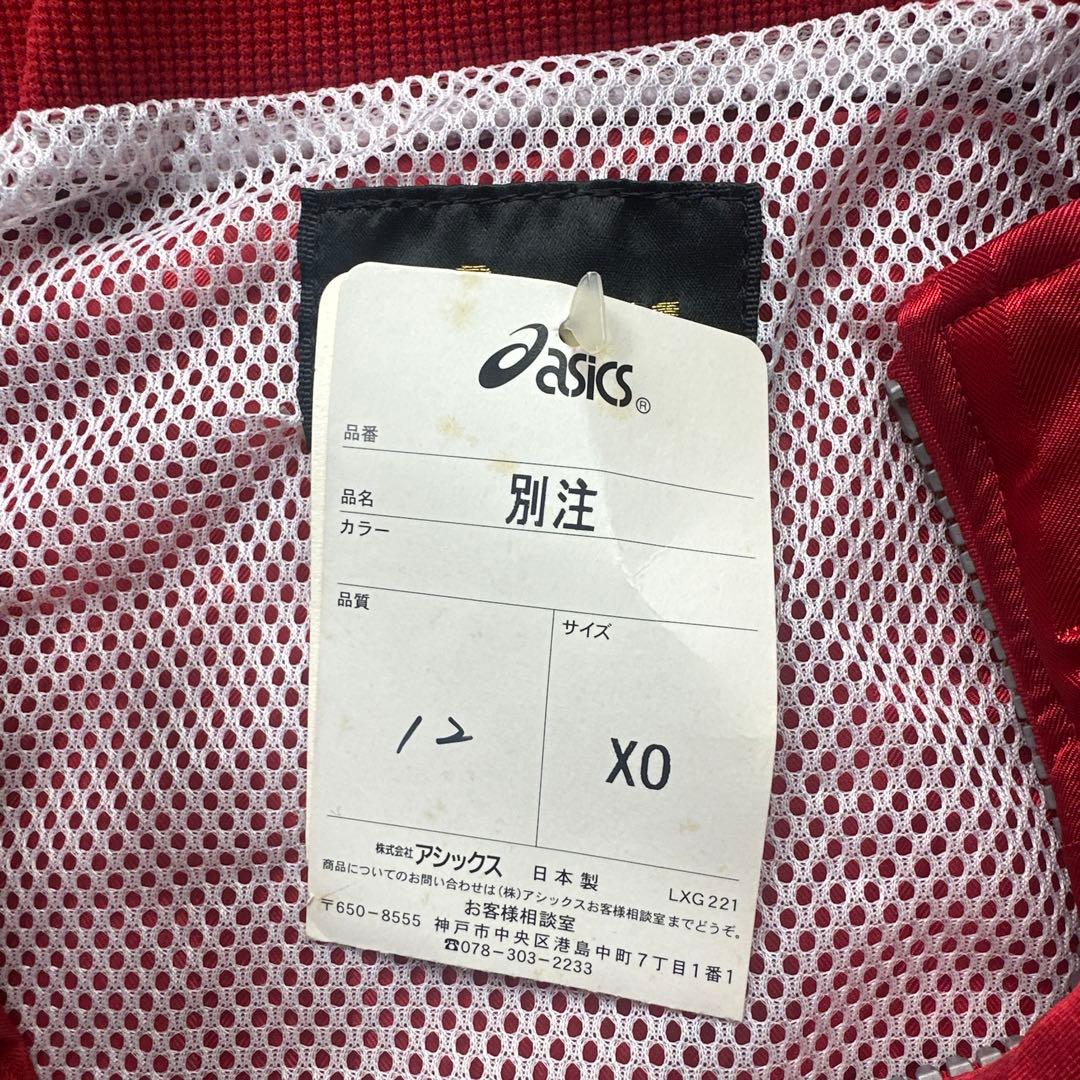 asics®
品番
品名 別注
カラー
品質
サイズ
12
XO
株式会社アシックス 日本製 LXG221
商品についてのお問い合わせは(株)アシックスお客様相談室までどうぞ。
お客様相談室
〒650-8555 神戸市中央区港島中町7丁目1番1
☎078-303-2233